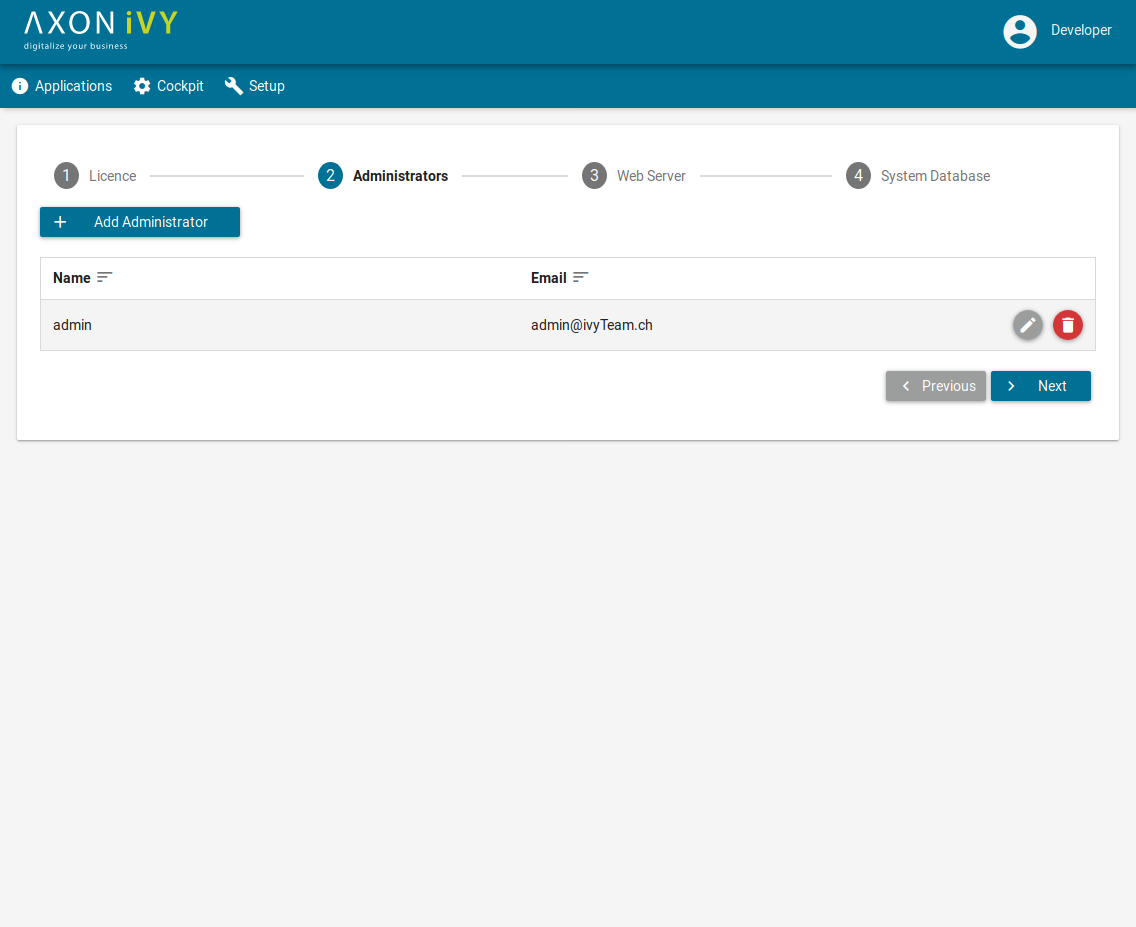 AXON iVY
digitalize your business
Developer
Applications Cockpit Setup
1 Licence 2 Administrators 3 Web Server 4 System Database
Add Administrator
Name Email
admin admin@ivyTeam.ch
Previous Next